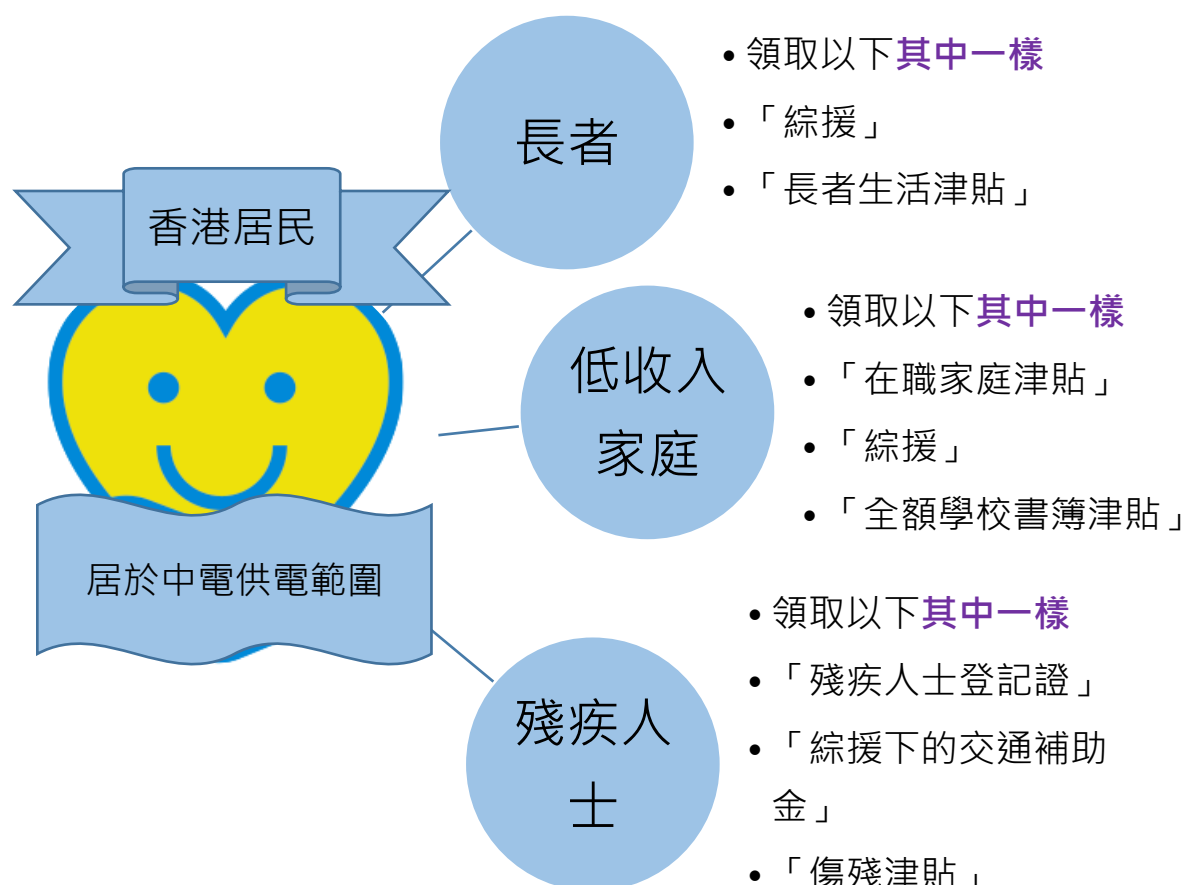 香港居民
居於中電供電範圍
長者
• 領取以下其中一樣
• 「綜援」
• 「長者生活津貼」
低收入
家庭
• 領取以下其中一樣
• 「在職家庭津貼」
• 「綜援」
• 「全額學校書簿津貼」
殘疾人
士
• 領取以下其中一樣
• 「殘疾人士登記證」
• 「綜援下的交通補助
金」
• 「傷殘津貼」